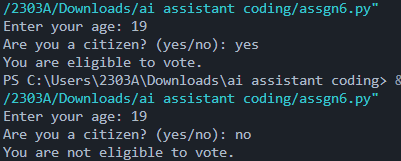 /2303A/Downloads/ai assistant coding/assgn6.py"
Enter your age: 19
Are you a citizen? (yes/no): yes
You are eligible to vote.
PS C:\Users\2303A\Downloads\ai assistant coding> &
/2303A/Downloads/ai assistant coding/assgn6.py"
Enter your age: 19
Are you a citizen? (yes/no): no
You are not eligible to vote.